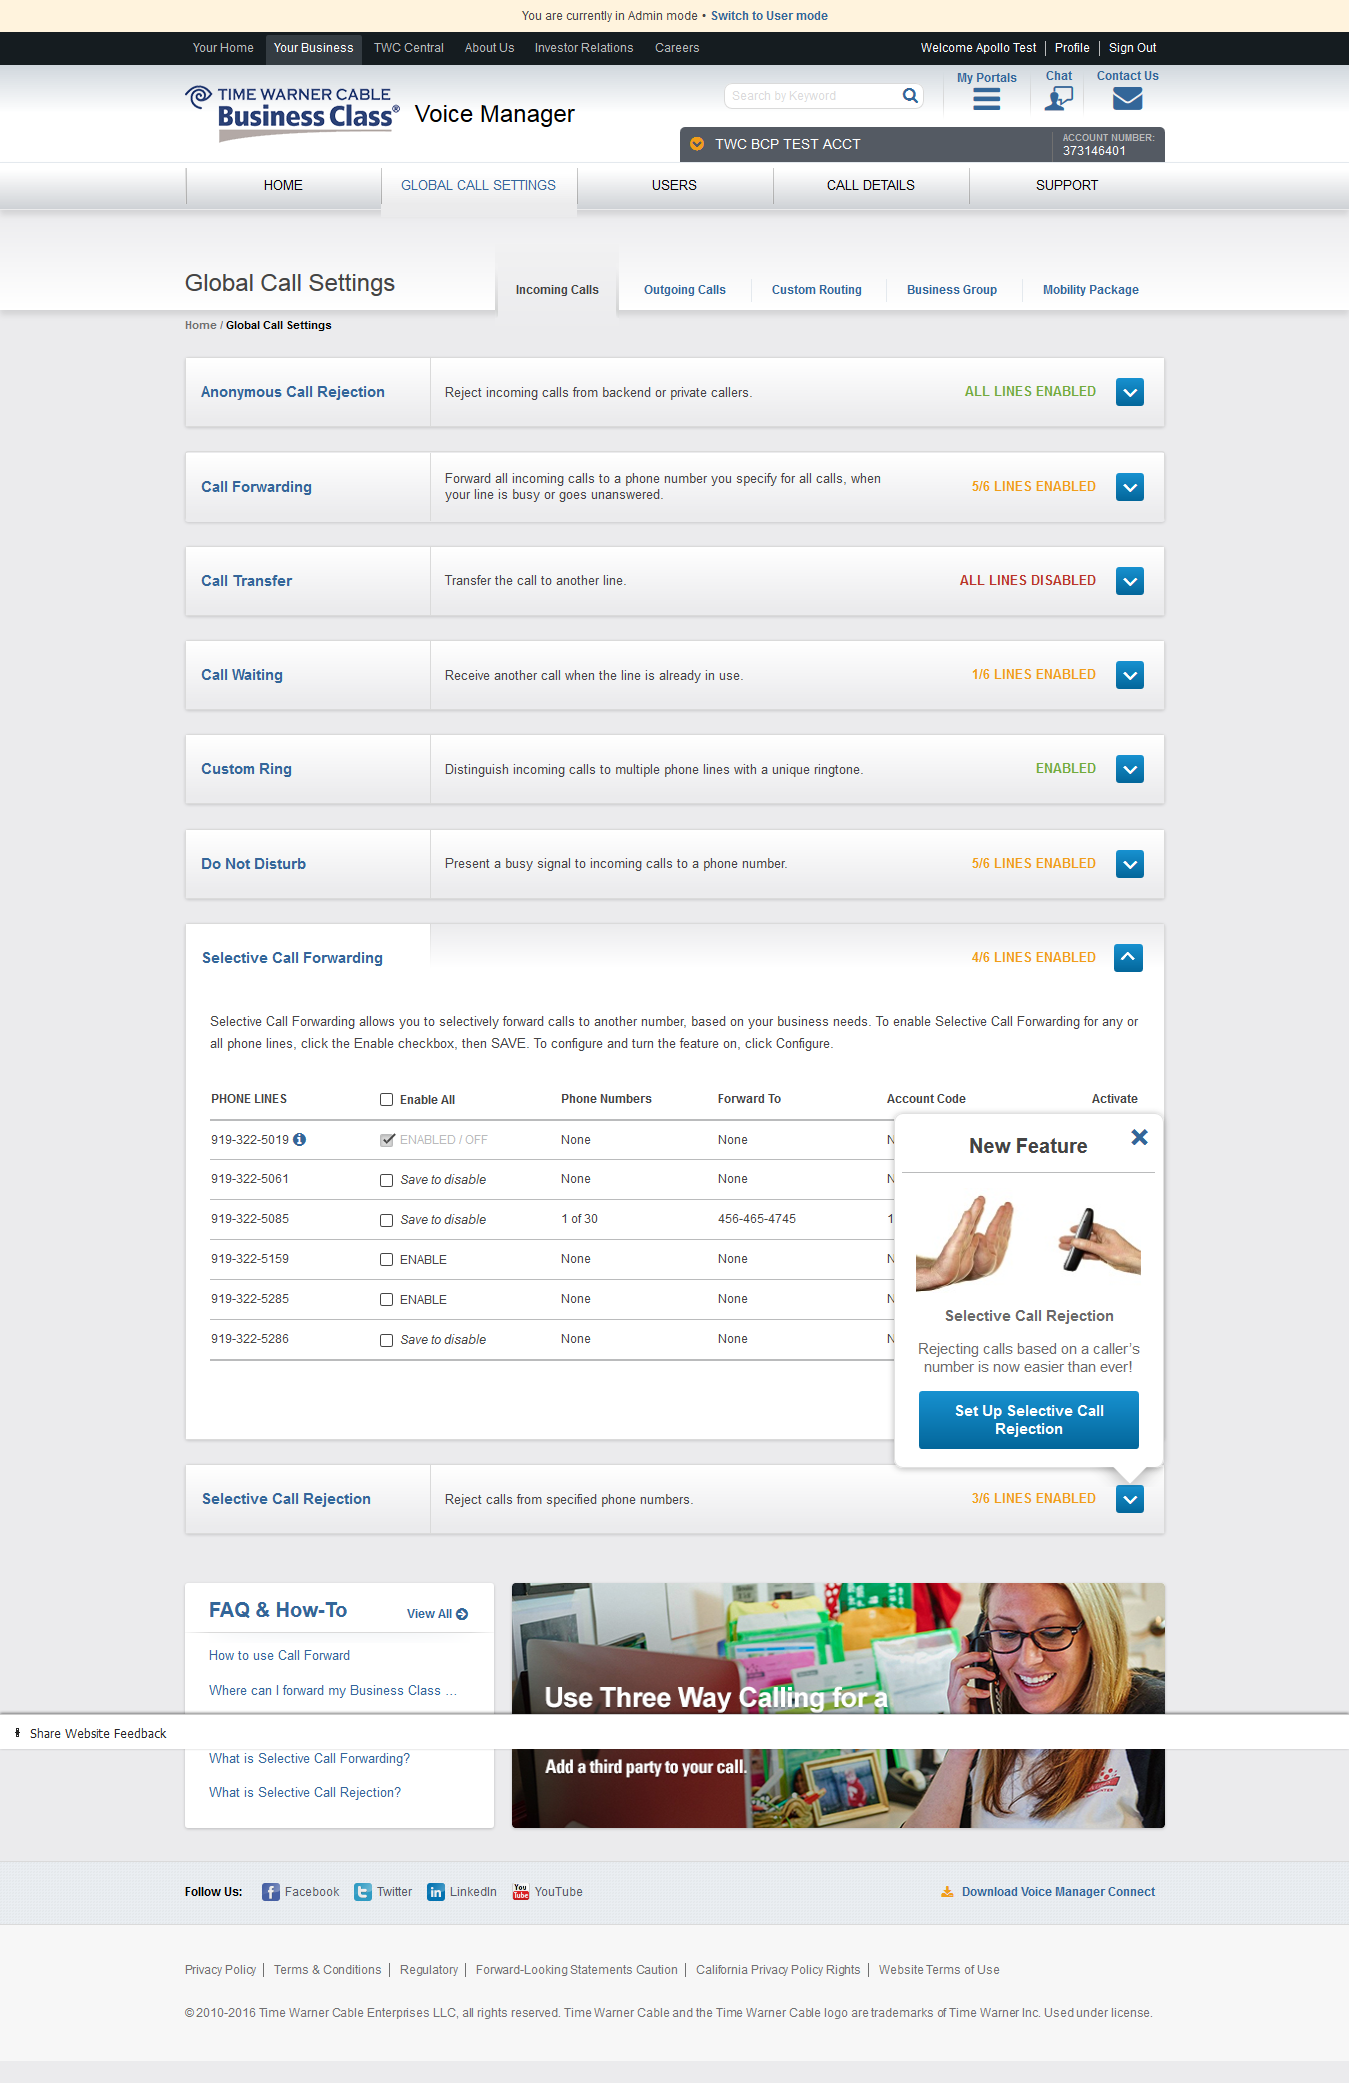 You are currently in Admin mode • Switch to User mode
Your Home Your Business TWC Central About Us Investor Relations Careers Welcome Apollo Test Profile Sign Out
TIME WARNER CABLE
Business Class®
Voice Manager
Search by Keyword
My Portals Chat Contact Us
TWC BCP TEST ACCT
ACCOUNT NUMBER:
373146401
HOME GLOBAL CALL SETTINGS USERS CALL DETAILS SUPPORT
Global Call Settings
Incoming Calls Outgoing Calls Custom Routing Business Group Mobility Package
Home / Global Call Settings
Anonymous Call Rejection Reject incoming calls from backend or private callers. ALL LINES ENABLED
Call Forwarding
Forward all incoming calls to a phone number you specify for all calls, when
your line is busy or goes unanswered.
5/6 LINES ENABLED
Call Transfer Transfer the call to another line. ALL LINES DISABLED
Call Waiting Receive another call when the line is already in use. 1/6 LINES ENABLED
Custom Ring Distinguish incoming calls to multiple phone lines with a unique ringtone. ENABLED
Do Not Disturb Present a busy signal to incoming calls to a phone number. 5/6 LINES ENABLED
Selective Call Forwarding 4/6 LINES ENABLED
Selective Call Forwarding allows you to selectively forward calls to another number, based on your business needs. To enable Selective Call Forwarding for any or
all phone lines, click the Enable checkbox, then SAVE. To configure and turn the feature on, click Configure.
PHONE LINES Enable All Phone Numbers Forward To Account Code Activate
919-322-5019 ENABLED / OFF None None N
919-322-5061 Save to disable None None N
919-322-5085 Save to disable 1 of 30 456-465-4745 1
919-322-5159 ENABLE None None N
919-322-5285 ENABLE None None N
919-322-5286 Save to disable None None N
New Feature
Selective Call Rejection
Rejecting calls based on a caller's
number is now easier than ever!
Set Up Selective Call
Rejection
Selective Call Rejection Reject calls from specified phone numbers. 3/6 LINES ENABLED
FAQ & How-To View All
How to use Call Forward
Where can I forward my Business Class ...
What is Selective Call Forwarding?
What is Selective Call Rejection?
Use Three Way Calling for a
Add a third party to your call.
Share Website Feedback
Follow Us: Facebook Twitter LinkedIn YouTube Download Voice Manager Connect
Privacy Policy Terms & Conditions Regulatory Forward-Looking Statements Caution California Privacy Policy Rights Website Terms of Use
© 2010-2016 Time Warner Cable Enterprises LLC, all rights reserved. Time Warner Cable and the Time Warner Cable logo are trademarks of Time Warner Inc. Used under license.